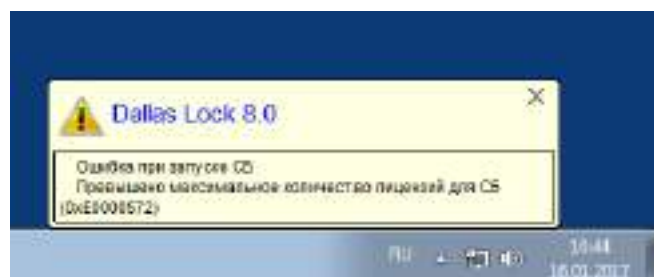 Dallas Lock 8.0
Ошибка при запуске СБ
Превышено максимальное количество лицензий для СБ
(0xE0000572)
RU
16:44
16.01.2017